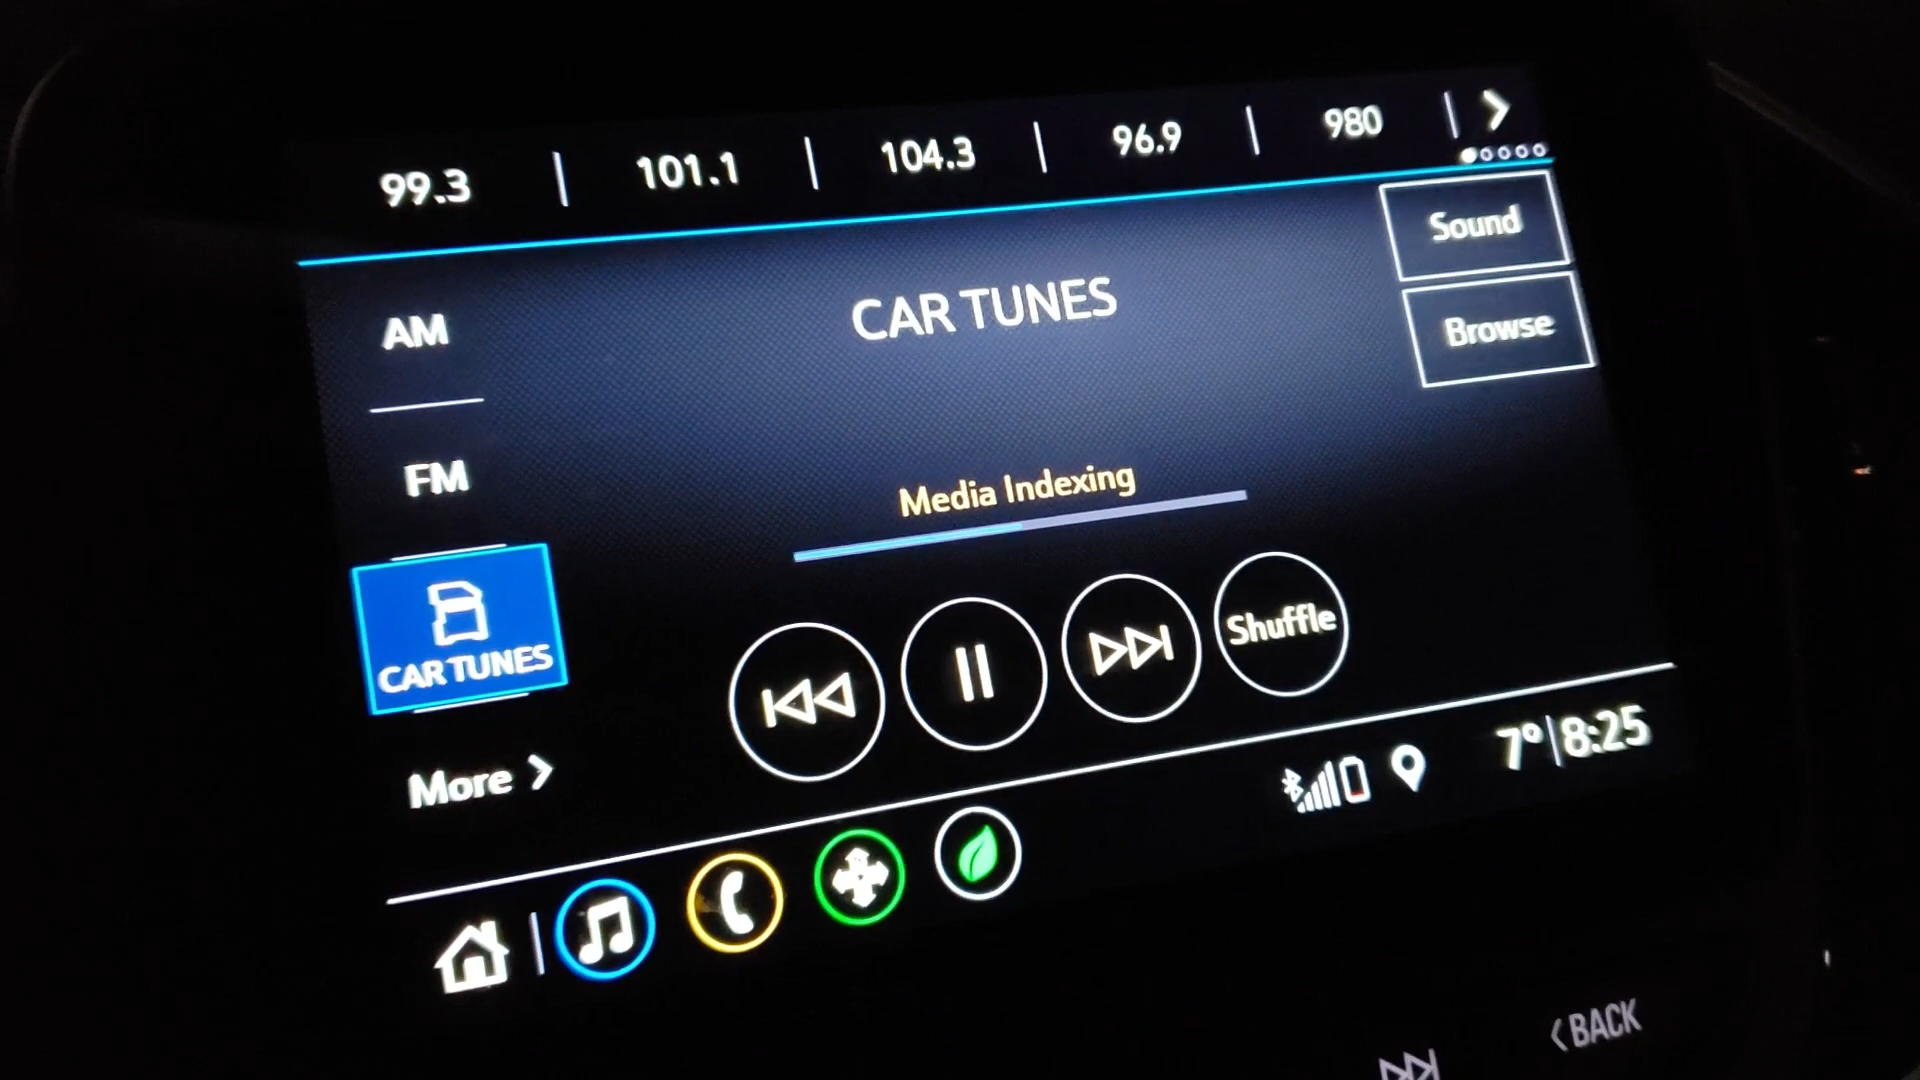 99.3 | 101.1 | 104.3 | 96.9 | 980 |
Sound
Browse
AM
FM
CAR TUNES
More
CAR TUNES
Media Indexing
Shuffle
7° | 8:25
BACK